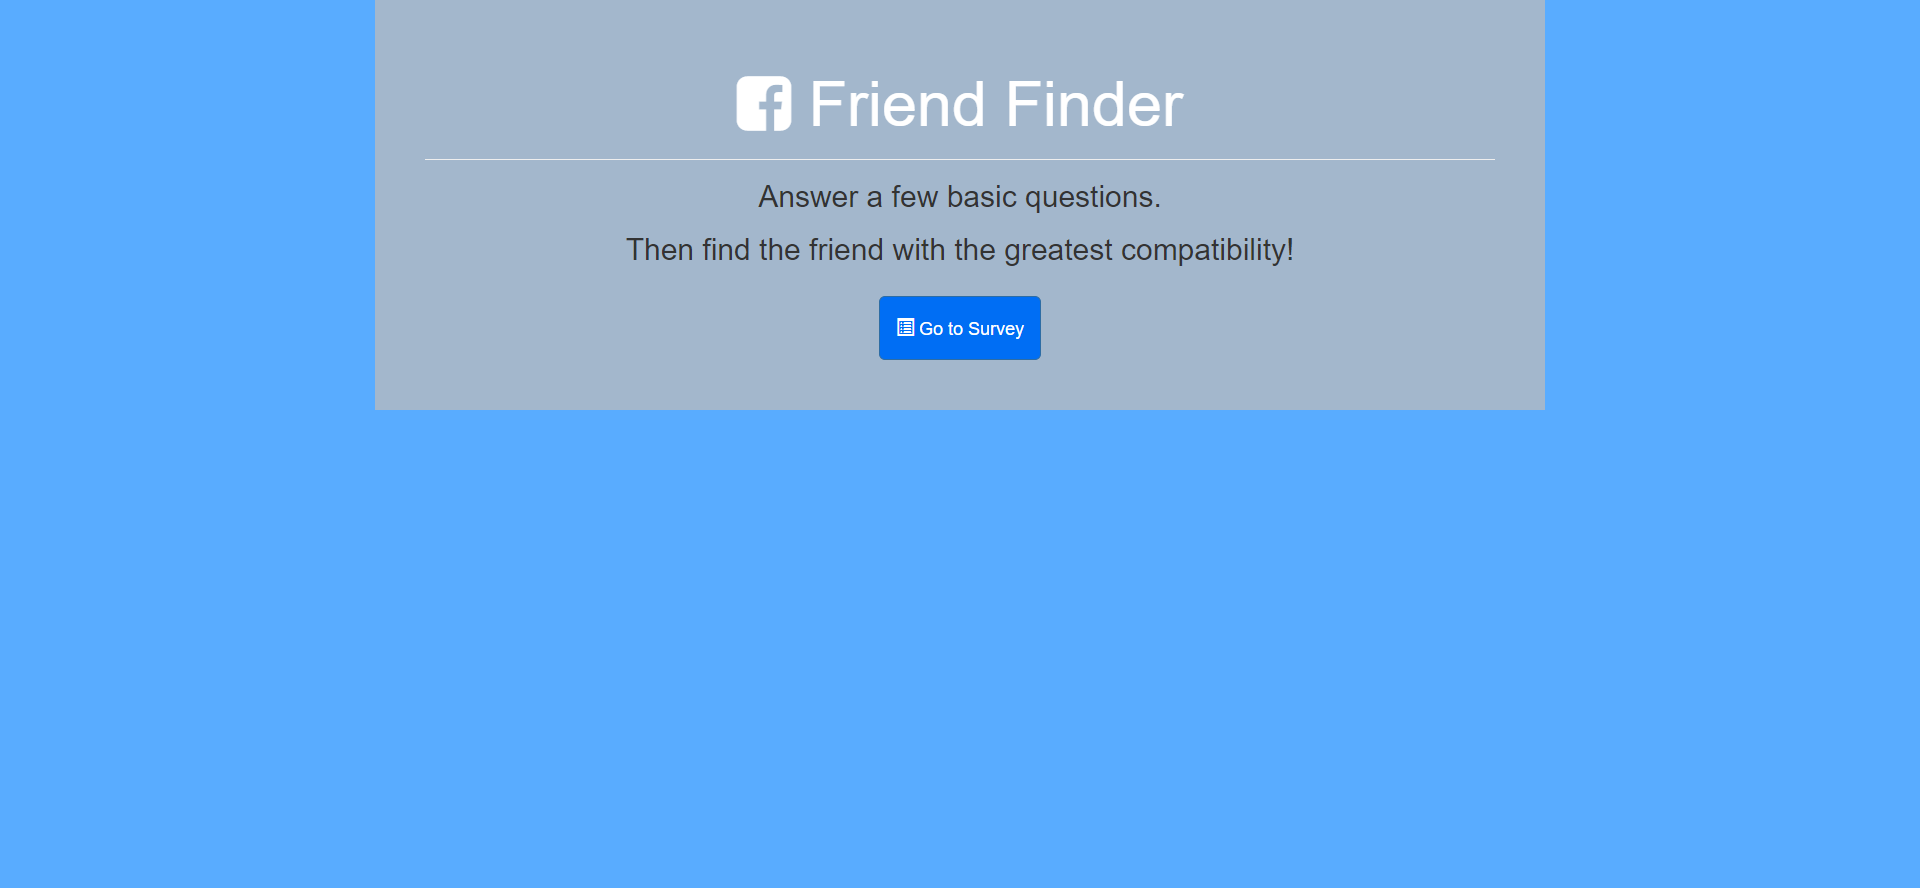 Friend Finder
Answer a few basic questions.
Then find the friend with the greatest compatibility!
Go to Survey